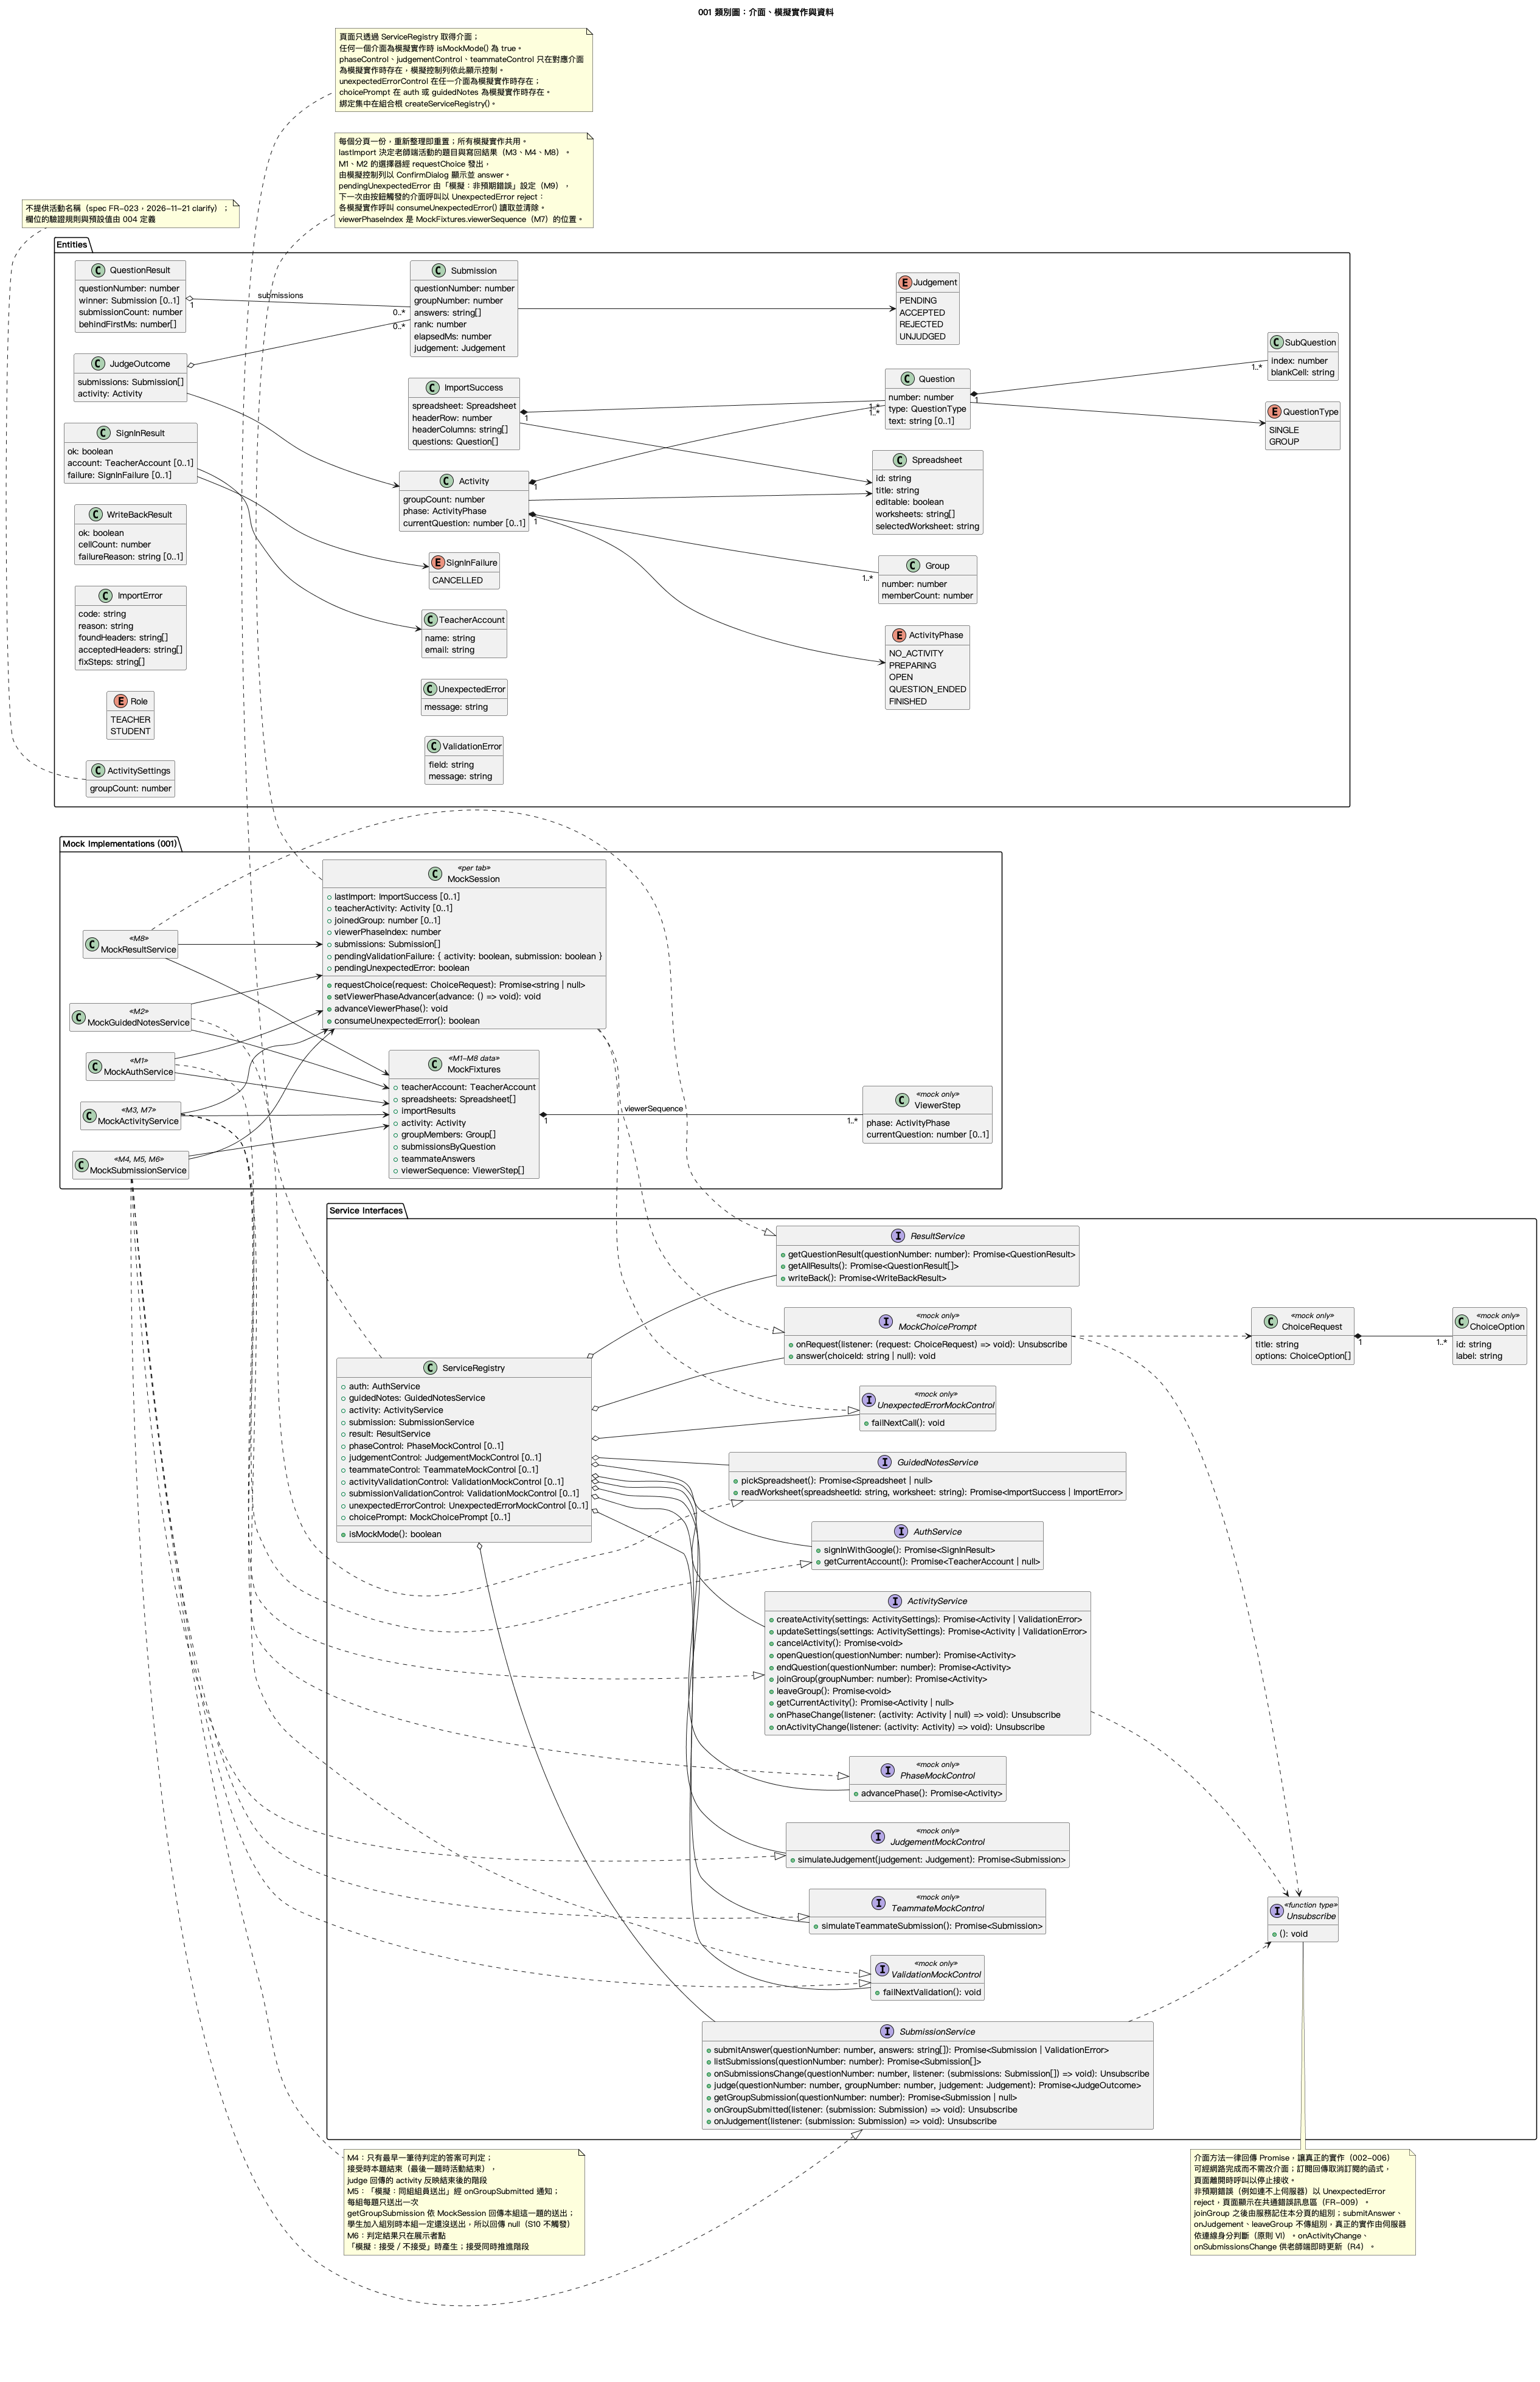 001 類別圖：介面、模擬實作與資料
頁面只透過 ServiceRegistry 取得介面；
任何一個介面為模擬實作時 isMockMode() 為 true。
phaseControl、judgementControl、teammateControl 只在對應介面
為模擬實作時存在，模擬控制列依此顯示控制。
unexpectedErrorControl 在任一介面為模擬實作時存在；
choicePrompt 在 auth 或 guidedNotes 為模擬實作時存在。
綁定集中在組合根 createServiceRegistry()。
每個分頁一份，重新整理即重置；所有模擬實作共用。
lastImport 決定老師端活動的題目與寫回結果（M3、M4、M8）。
M1、M2 的選擇器經 requestChoice 發出，
由模擬控制列以 ConfirmDialog 顯示並 answer。
pendingUnexpectedError 由「模擬：非預期錯誤」設定（M9），
下一次由按鈕觸發的介面呼叫以 UnexpectedError reject：
各模擬實作呼叫 consumeUnexpectedError() 讀取並清除。
viewerPhaseIndex 是 MockFixtures.viewerSequence（M7）的位置。
不提供活動名稱（spec FR-023，2026-11-21 clarify）；
欄位的驗證規則與預設值由 004 定義
Entities
QuestionResult
questionNumber: number
winner: Submission [0..1]
submissionCount: number
behindFirstMs: number[]
1
submissions
0..*
0..*
Submission
questionNumber: number
groupNumber: number
answers: string[]
rank: number
elapsedMs: number
judgement: Judgement
Judgement
PENDING
ACCEPTED
REJECTED
UNJUDGED
JudgeOutcome
submissions: Submission[]
activity: Activity
ImportSuccess
spreadsheet: Spreadsheet
headerRow: number
headerColumns: string[]
questions: Question[]
1
1..*
1..*
Question
number: number
type: QuestionType
text: string [0..1]
1
1..*
SubQuestion
index: number
blankCell: string
QuestionType
SINGLE
GROUP
SignInResult
ok: boolean
account: TeacherAccount [0..1]
failure: SignInFailure [0..1]
Activity
groupCount: number
phase: ActivityPhase
currentQuestion: number [0..1]
1
1
Spreadsheet
id: string
title: string
editable: boolean
worksheets: string[]
selectedWorksheet: string
WriteBackResult
ok: boolean
cellCount: number
failureReason: string [0..1]
SignInFailure
CANCELLED
1..*
Group
number: number
memberCount: number
ImportError
code: string
reason: string
foundHeaders: string[]
acceptedHeaders: string[]
fixSteps: string[]
TeacherAccount
name: string
email: string
ActivityPhase
NO_ACTIVITY
PREPARING
OPEN
QUESTION_ENDED
FINISHED
Role
TEACHER
STUDENT
UnexpectedError
message: string
ActivitySettings
groupCount: number
ValidationError
field: string
message: string
Mock Implementations (001)
«M8»
MockResultService
«M2»
MockGuidedNotesService
«M1»
MockAuthService
«M3, M7»
MockActivityService
«M4, M5, M6»
MockSubmissionService
«per tab»
MockSession
lastImport: ImportSuccess [0..1]
teacherActivity: Activity [0..1]
joinedGroup: number [0..1]
viewerPhaseIndex: number
submissions: Submission[]
pendingValidationFailure: { activity: boolean, submission: boolean }
pendingUnexpectedError: boolean
requestChoice(request: ChoiceRequest): Promise<string | null>
setViewerPhaseAdvancer(advance: () => void): void
advanceViewerPhase(): void
consumeUnexpectedError(): boolean
«M1–M8 data»
MockFixtures
teacherAccount: TeacherAccount
spreadsheets: Spreadsheet[]
importResults
activity: Activity
groupMembers: Group[]
submissionsByQuestion
teammateAnswers
viewerSequence: ViewerStep[]
1
viewerSequence
1..*
«mock only»
ViewerStep
phase: ActivityPhase
currentQuestion: number [0..1]
Service Interfaces
ResultService
getQuestionResult(questionNumber: number): Promise<QuestionResult>
getAllResults(): Promise<QuestionResult[]>
writeBack(): Promise<WriteBackResult>
«mock only»
MockChoicePrompt
onRequest(listener: (request: ChoiceRequest) => void): Unsubscribe
answer(choiceId: string | null): void
«mock only»
ChoiceRequest
title: string
options: ChoiceOption[]
1
1..*
«mock only»
ChoiceOption
id: string
label: string
ServiceRegistry
auth: AuthService
guidedNotes: GuidedNotesService
activity: ActivityService
submission: SubmissionService
result: ResultService
phaseControl: PhaseMockControl [0..1]
judgementControl: JudgementMockControl [0..1]
teammateControl: TeammateMockControl [0..1]
activityValidationControl: ValidationMockControl [0..1]
submissionValidationControl: ValidationMockControl [0..1]
unexpectedErrorControl: UnexpectedErrorMockControl [0..1]
choicePrompt: MockChoicePrompt [0..1]
isMockMode(): boolean
«mock only»
UnexpectedErrorMockControl
failNextCall(): void
GuidedNotesService
pickSpreadsheet(): Promise<Spreadsheet | null>
readWorksheet(spreadsheetId: string, worksheet: string): Promise<ImportSuccess | ImportError>
AuthService
signInWithGoogle(): Promise<SignInResult>
getCurrentAccount(): Promise<TeacherAccount | null>
ActivityService
createActivity(settings: ActivitySettings): Promise<Activity | ValidationError>
updateSettings(settings: ActivitySettings): Promise<Activity | ValidationError>
cancelActivity(): Promise<void>
openQuestion(questionNumber: number): Promise<Activity>
endQuestion(questionNumber: number): Promise<Activity>
joinGroup(groupNumber: number): Promise<Activity>
leaveGroup(): Promise<void>
getCurrentActivity(): Promise<Activity | null>
onPhaseChange(listener: (activity: Activity | null) => void): Unsubscribe
onActivityChange(listener: (activity: Activity) => void): Unsubscribe
«mock only»
PhaseMockControl
advancePhase(): Promise<Activity>
«mock only»
JudgementMockControl
simulateJudgement(judgement: Judgement): Promise<Submission>
«mock only»
TeammateMockControl
simulateTeammateSubmission(): Promise<Submission>
«function type»
Unsubscribe
(): void
«mock only»
ValidationMockControl
failNextValidation(): void
SubmissionService
submitAnswer(questionNumber: number, answers: string[]): Promise<Submission | ValidationError>
listSubmissions(questionNumber: number): Promise<Submission[]>
onSubmissionsChange(questionNumber: number, listener: (submissions: Submission[]) => void): Unsubscribe
judge(questionNumber: number, groupNumber: number, judgement: Judgement): Promise<JudgeOutcome>
getGroupSubmission(questionNumber: number): Promise<Submission | null>
onGroupSubmitted(listener: (submission: Submission) => void): Unsubscribe
onJudgement(listener: (submission: Submission) => void): Unsubscribe
M4：只有最早一筆待判定的答案可判定；
接受時本題結束（最後一題時活動結束），
judge 回傳的 activity 反映結束後的階段
M5：「模擬：同組組員送出」經 onGroupSubmitted 通知；
每組每題只送出一次
getGroupSubmission 依 MockSession 回傳本組這一題的送出；
學生加入組別時本組一定還沒送出，所以回傳 null（S10 不觸發）
M6：判定結果只在展示者點
「模擬：接受 / 不接受」時產生；接受同時推進階段
介面方法一律回傳 Promise，讓真正的實作（002-006）
可經網路完成而不需改介面；訂閱回傳取消訂閱的函式，
頁面離開時呼叫以停止接收。
非預期錯誤（例如連不上伺服器）以 UnexpectedError
reject，頁面顯示在共通錯誤訊息區（FR-009）。
joinGroup 之後由服務記住本分頁的組別；submitAnswer、
onJudgement、leaveGroup 不傳組別，真正的實作由伺服器
依連線身分判斷（原則 VI）。onActivityChange、
onSubmissionsChange 供老師端即時更新（R4）。